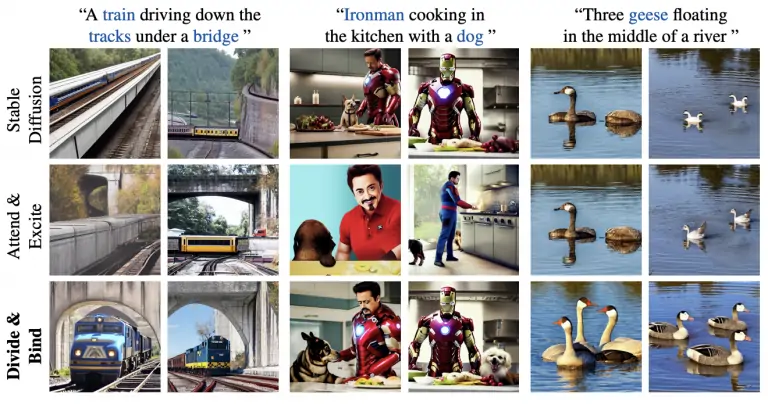 “A train driving down the
tracks under a bridge ”
“Ironman cooking in
the kitchen with a dog ”
“Three geese floating
in the middle of a river ”
Stable
Diffusion
Attend &
Excite
Divide &
Bind